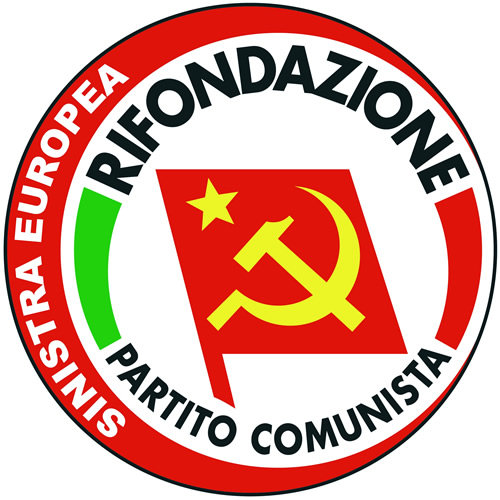 SINISTRA EUROPEA
RIFONDAZIONE
PARTITO COMUNISTA